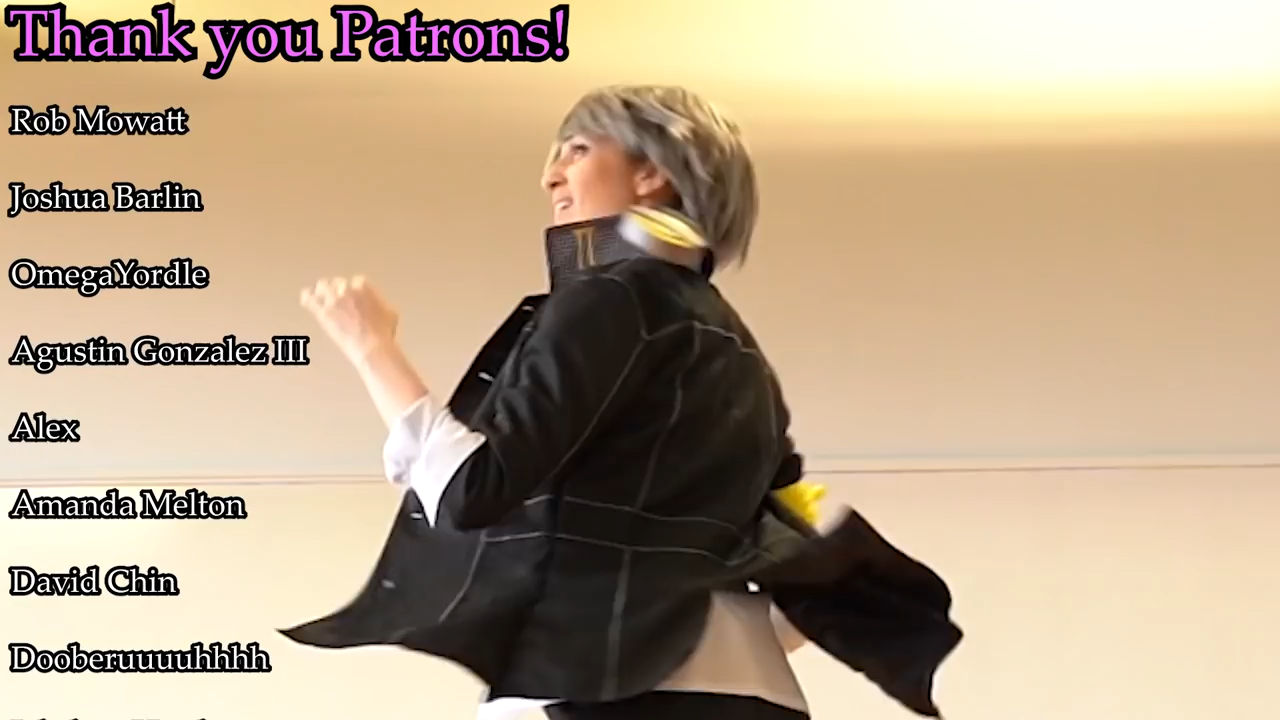 Thank you Patrons!
Rob Mowatt
Joshua Barlin
OmegaYordle
Agustin Gonzalez III
Alex
Amanda Melton
David Chin
Dooberuuuuhhhh